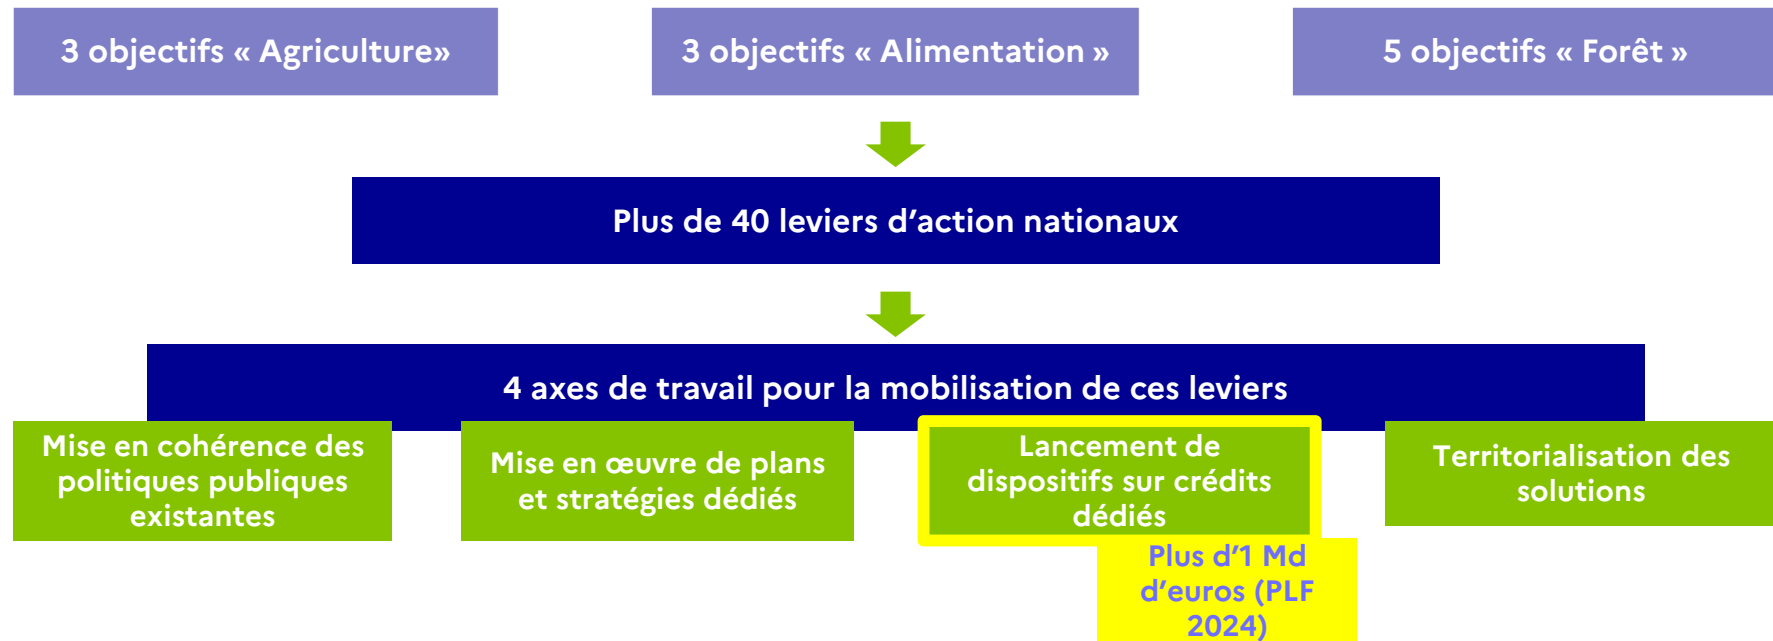 3 objectifs « Agriculture»
3 objectifs « Alimentation »
5 objectifs « Forêt »
Plus de 40 leviers d’action nationaux
4 axes de travail pour la mobilisation de ces leviers
Mise en cohérence des
politiques publiques
existantes
Mise en œuvre de plans
et stratégies dédiés
Lancement de
dispositifs sur crédits
dédiés
Territorialisation des
solutions
Plus d’1 Md
d’euros (PLF
2024)